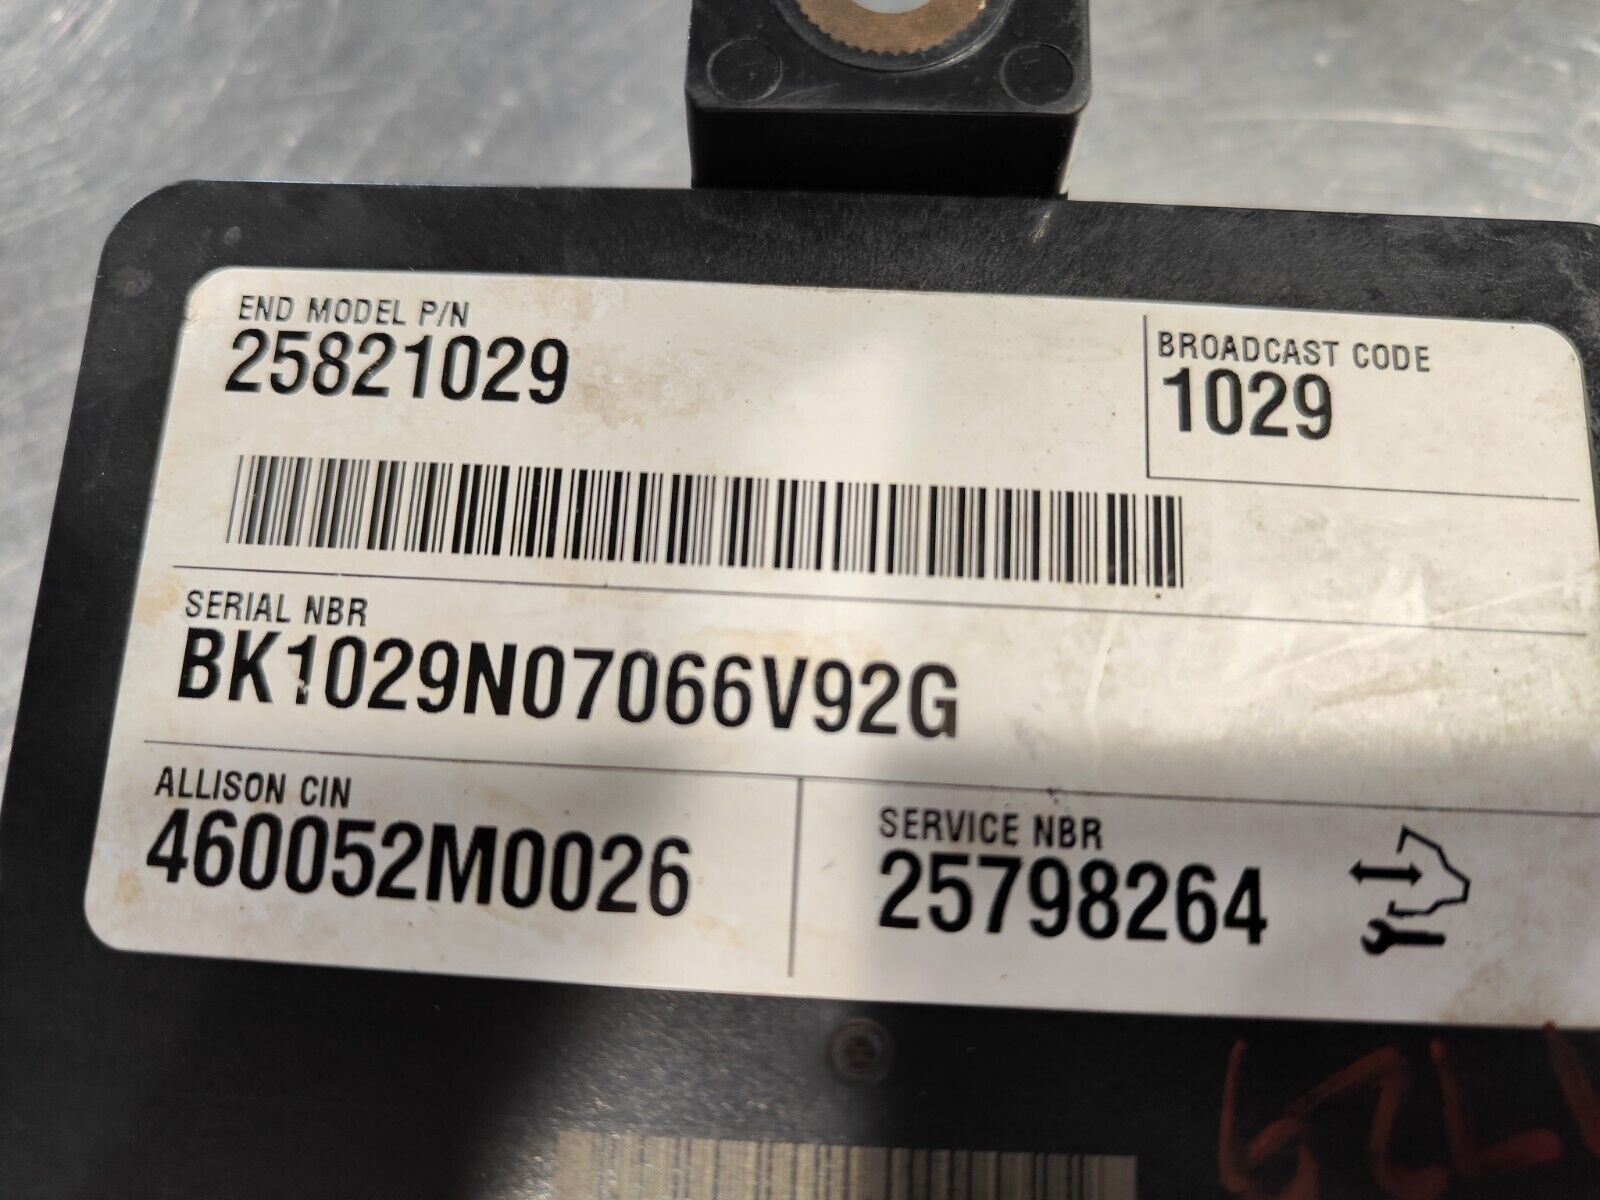 END MODEL P/N
25821029
BROADCAST CODE
1029
SERIAL NBR
BK1029N07066V92G
ALLISON CIN
460052M0026
SERVICE NBR
25798264